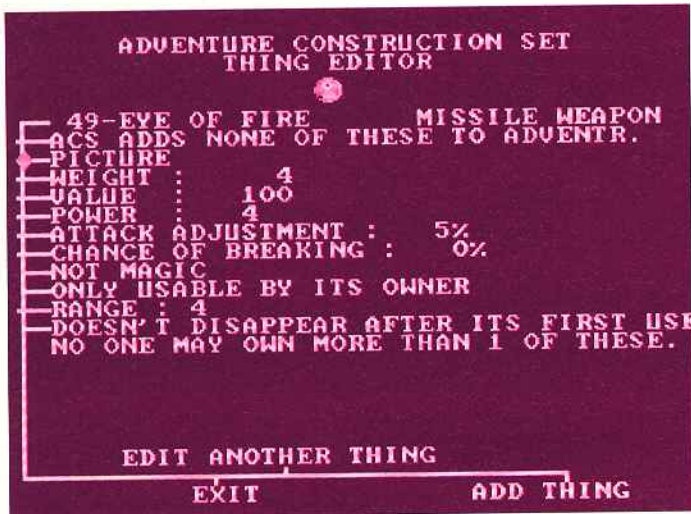 ADVENTURE CONSTRUCTION SET
THING EDITOR
49-EYE OF FIRE MISSILE WEAPON
ACS ADDS NONE OF THESE TO ADVENTR.
PICTURE
WEIGHT : 4
VALUE : 100
POWER : 4
ATTACK ADJUSTMENT : 5%
CHANCE OF BREAKING : 0%
NOT MAGIC
ONLY USABLE BY ITS OWNER
RANGE : 4
DOESN'T DISAPPEAR AFTER ITS FIRST USE
NO ONE MAY OWN MORE THAN 1 OF THESE.
EDIT ANOTHER THING
EXIT ADD THING